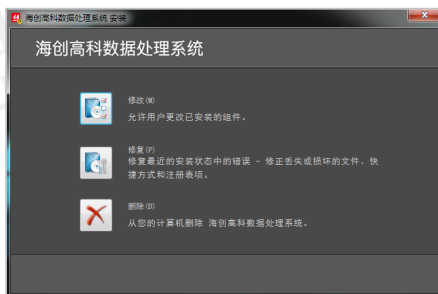 海创高科数据处理系统 安装
海创高科数据处理系统
修改(M)
允许用户更改已安装的组件。
修复(P)
修复最近的安装状态中的错误 - 修正丢失或损坏的文件、快
捷方式和注册表项。
删除(D)
从您的计算机删除 海创高科数据处理系统。